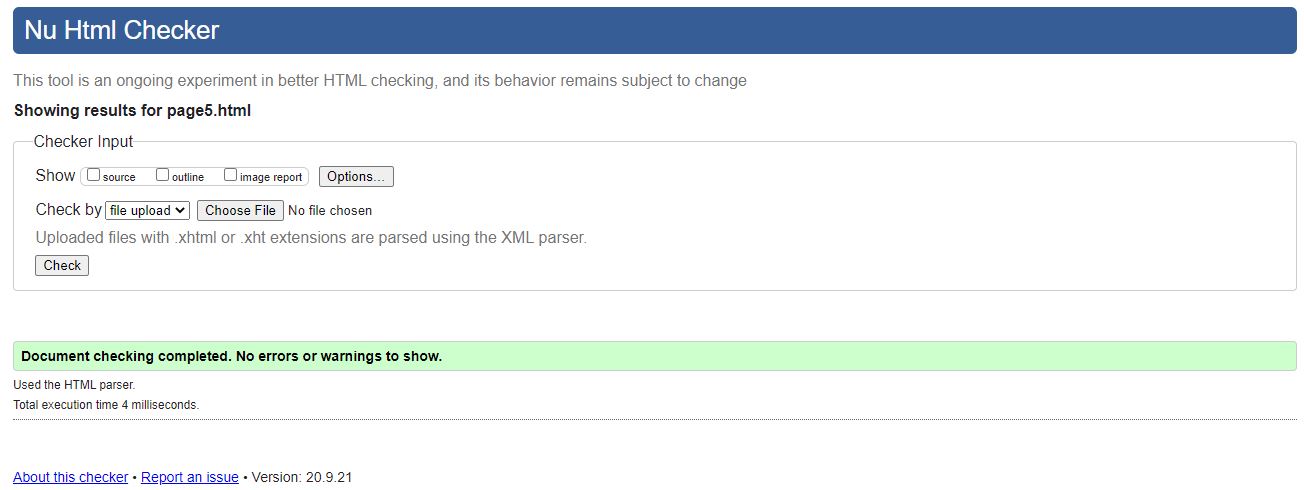 Nu Html Checker
This tool is an ongoing experiment in better HTML checking, and its behavior remains subject to change
Showing results for page5.html
Checker Input
Show source outline image report Options...
Check by file upload Choose File No file chosen
Uploaded files with .xhtml or .xht extensions are parsed using the XML parser.
Check
Document checking completed. No errors or warnings to show.
Used the HTML parser.
Total execution time 4 milliseconds.
About this checker • Report an issue • Version: 20.9.21